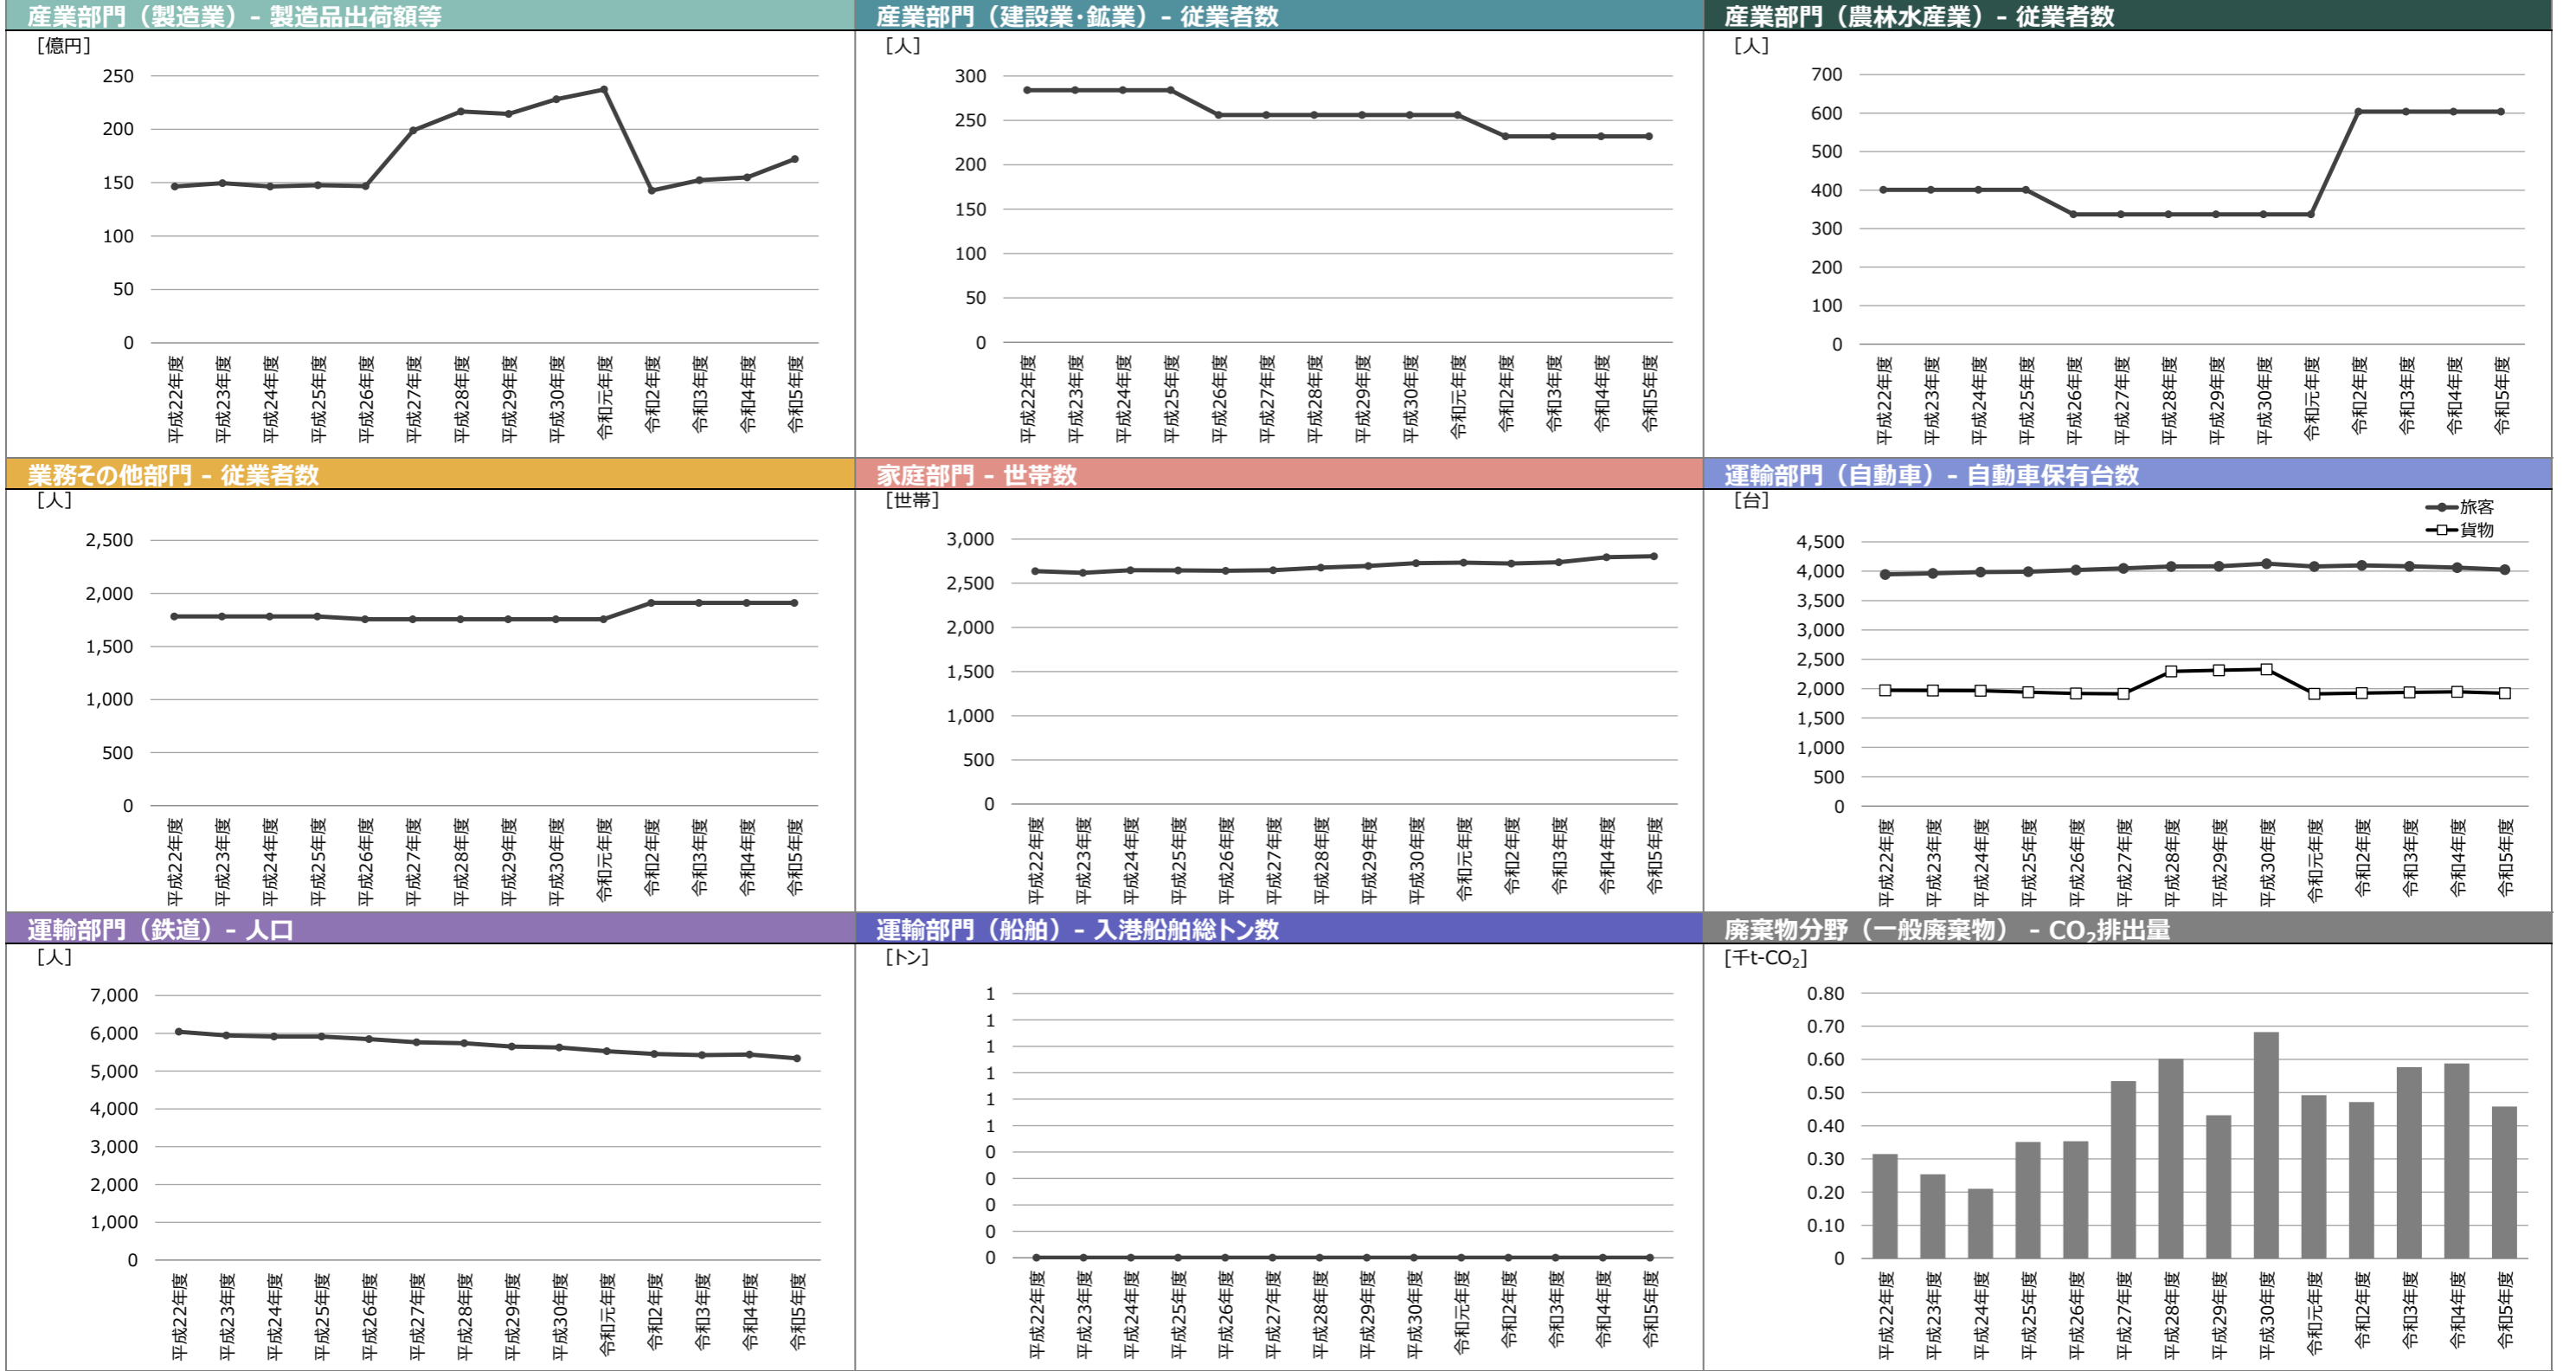 産業部門（製造業）- 製造品出荷額等
[億円]
250
200
150
100
50
0
平成22年度
平成23年度
平成24年度
平成25年度
平成26年度
平成27年度
平成28年度
平成29年度
平成30年度
令和元年度
令和2年度
令和3年度
令和4年度
令和5年度
産業部門（建設業・鉱業）- 従業者数
[人]
300
250
200
150
100
50
0
平成22年度
平成23年度
平成24年度
平成25年度
平成26年度
平成27年度
平成28年度
平成29年度
平成30年度
令和元年度
令和2年度
令和3年度
令和4年度
令和5年度
産業部門（農林水産業）- 従業者数
[人]
700
600
500
400
300
200
100
0
平成22年度
平成23年度
平成24年度
平成25年度
平成26年度
平成27年度
平成28年度
平成29年度
平成30年度
令和元年度
令和2年度
令和3年度
令和4年度
令和5年度
業務その他部門 - 従業者数
[人]
2,500
2,000
1,500
1,000
500
0
平成22年度
平成23年度
平成24年度
平成25年度
平成26年度
平成27年度
平成28年度
平成29年度
平成30年度
令和元年度
令和2年度
令和3年度
令和4年度
令和5年度
家庭部門 - 世帯数
[世帯]
3,000
2,500
2,000
1,500
1,000
500
0
平成22年度
平成23年度
平成24年度
平成25年度
平成26年度
平成27年度
平成28年度
平成29年度
平成30年度
令和元年度
令和2年度
令和3年度
令和4年度
令和5年度
運輸部門（自動車）- 自動車保有台数
[台]
旅客
貨物
4,500
4,000
3,500
3,000
2,500
2,000
1,500
1,000
500
0
平成22年度
平成23年度
平成24年度
平成25年度
平成26年度
平成27年度
平成28年度
平成29年度
平成30年度
令和元年度
令和2年度
令和3年度
令和4年度
令和5年度
運輸部門（鉄道）- 人口
[人]
7,000
6,000
5,000
4,000
3,000
2,000
1,000
0
平成22年度
平成23年度
平成24年度
平成25年度
平成26年度
平成27年度
平成28年度
平成29年度
平成30年度
令和元年度
令和2年度
令和3年度
令和4年度
令和5年度
運輸部門（船舶）- 入港船舶総トン数
[トン]
1
1
1
1
1
1
0
0
0
0
0
平成22年度
平成23年度
平成24年度
平成25年度
平成26年度
平成27年度
平成28年度
平成29年度
平成30年度
令和元年度
令和2年度
令和3年度
令和4年度
令和5年度
廃棄物分野（一般廃棄物） - CO₂排出量
[千t-CO₂]
0.80
0.70
0.60
0.50
0.40
0.30
0.20
0.10
0
平成22年度
平成23年度
平成24年度
平成25年度
平成26年度
平成27年度
平成28年度
平成29年度
平成30年度
令和元年度
令和2年度
令和3年度
令和4年度
令和5年度